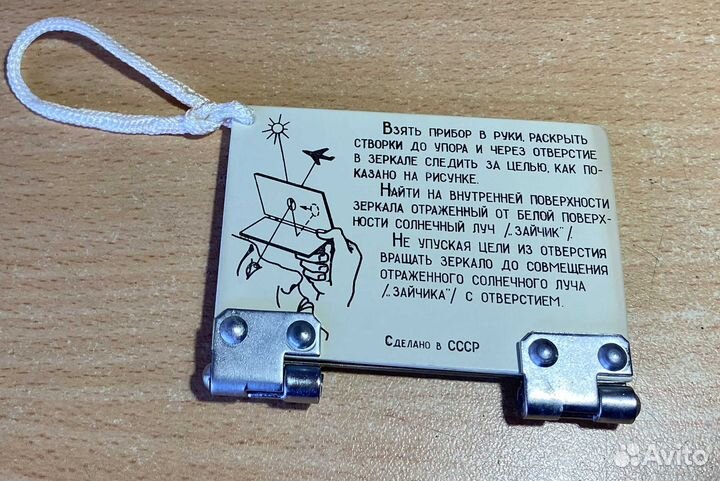 Взять прибор в руки, раскрыть
створки до упора и через отверстие
в зеркале следить за целью, как по-
казано на рисунке.
Найти на внутренней поверхности
зеркала отраженный от белой поверх-
ности солнечный луч /„зайчик"/.
Не упуская цели из отверстия
вращать зеркало до совмещения
отраженного солнечного луча
/„зайчика"/ с отверстием.
Сделано в СССР
Avito